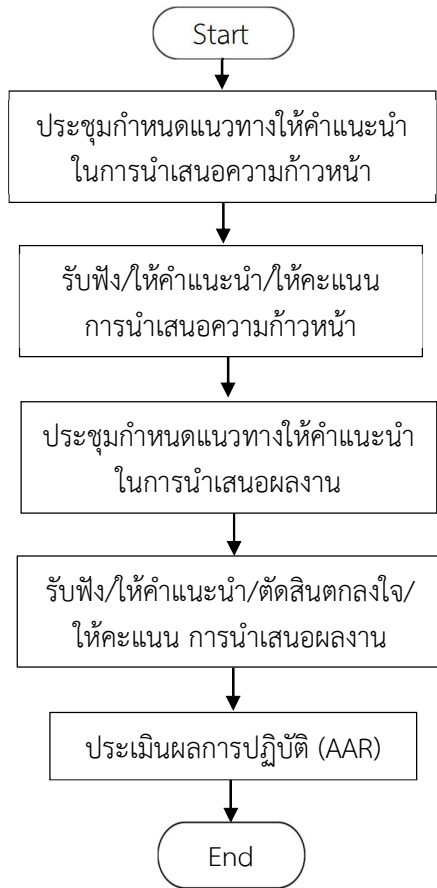 Start
ประชุมกำหนดแนวทางให้คำแนะนำ
ในการนำเสนอความก้าวหน้า
รับฟัง/ให้คำแนะนำ/ให้คะแนน
การนำเสนอความก้าวหน้า
ประชุมกำหนดแนวทางให้คำแนะนำ
ในการนำเสนอผลงาน
รับฟัง/ให้คำแนะนำ/ตัดสินตกลงใจ/
ให้คะแนน การนำเสนอผลงาน
ประเมินผลการปฏิบัติ (AAR)
End